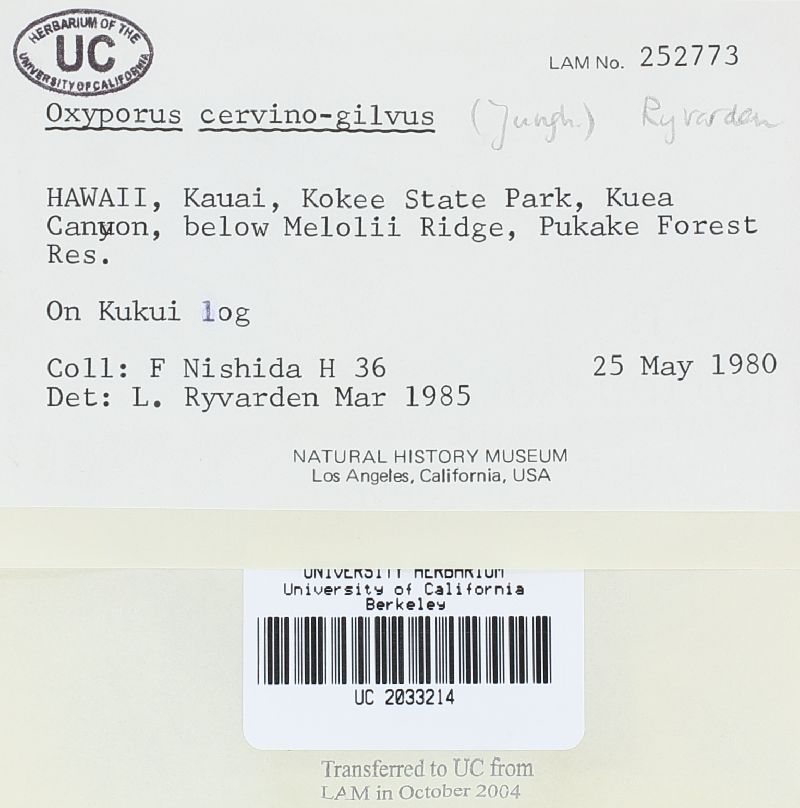 HERBARIUM OF THE
UC
UNIVERSITY OF CALIFORNIA
LAM No. 252773
Oxyporus cervino-gilvus (Jungh.) Ryvarden
HAWAII, Kauai, Kokee State Park, Kuea
Canyon, below Melolii Ridge, Pukake Forest
Res.
On Kukui log
Coll: F Nishida H 36 25 May 1980
Det: L. Ryvarden Mar 1985
NATURAL HISTORY MUSEUM
Los Angeles, California, USA
UNIVERSITY HERBARIUM
University of California
Berkeley
UC 2033214
Transferred to UC from
LAM in October 2004